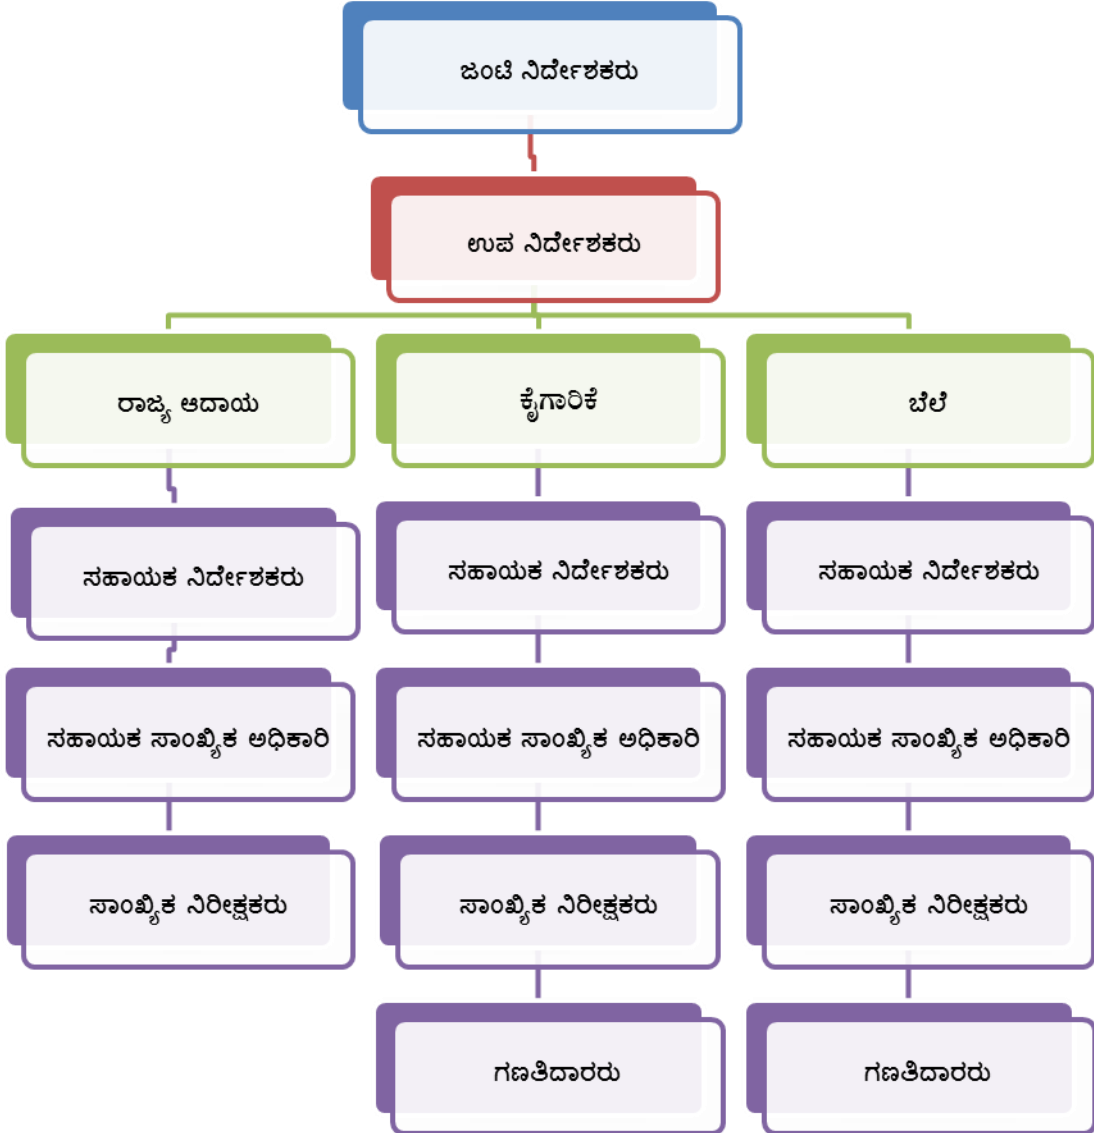 ಜಂಟಿ ನಿರ್ದೇಶಕರು
ಉಪ ನಿರ್ದೇಶಕರು
ರಾಜ್ಯ ಆದಾಯ
ಕೈಗಾರಿಕೆ
ಬೆಲೆ
ಸಹಾಯಕ ನಿರ್ದೇಶಕರು
ಸಹಾಯಕ ನಿರ್ದೇಶಕರು
ಸಹಾಯಕ ನಿರ್ದೇಶಕರು
ಸಹಾಯಕ ಸಾಂಖ್ಯಿಕ ಅಧಿಕಾರಿ
ಸಹಾಯಕ ಸಾಂಖ್ಯಿಕ ಅಧಿಕಾರಿ
ಸಹಾಯಕ ಸಾಂಖ್ಯಿಕ ಅಧಿಕಾರಿ
ಸಾಂಖ್ಯಿಕ ನಿರೀಕ್ಷಕರು
ಸಾಂಖ್ಯಿಕ ನಿರೀಕ್ಷಕರು
ಸಾಂಖ್ಯಿಕ ನಿರೀಕ್ಷಕರು
ಗಣತಿದಾರರು
ಗಣತಿದಾರರು